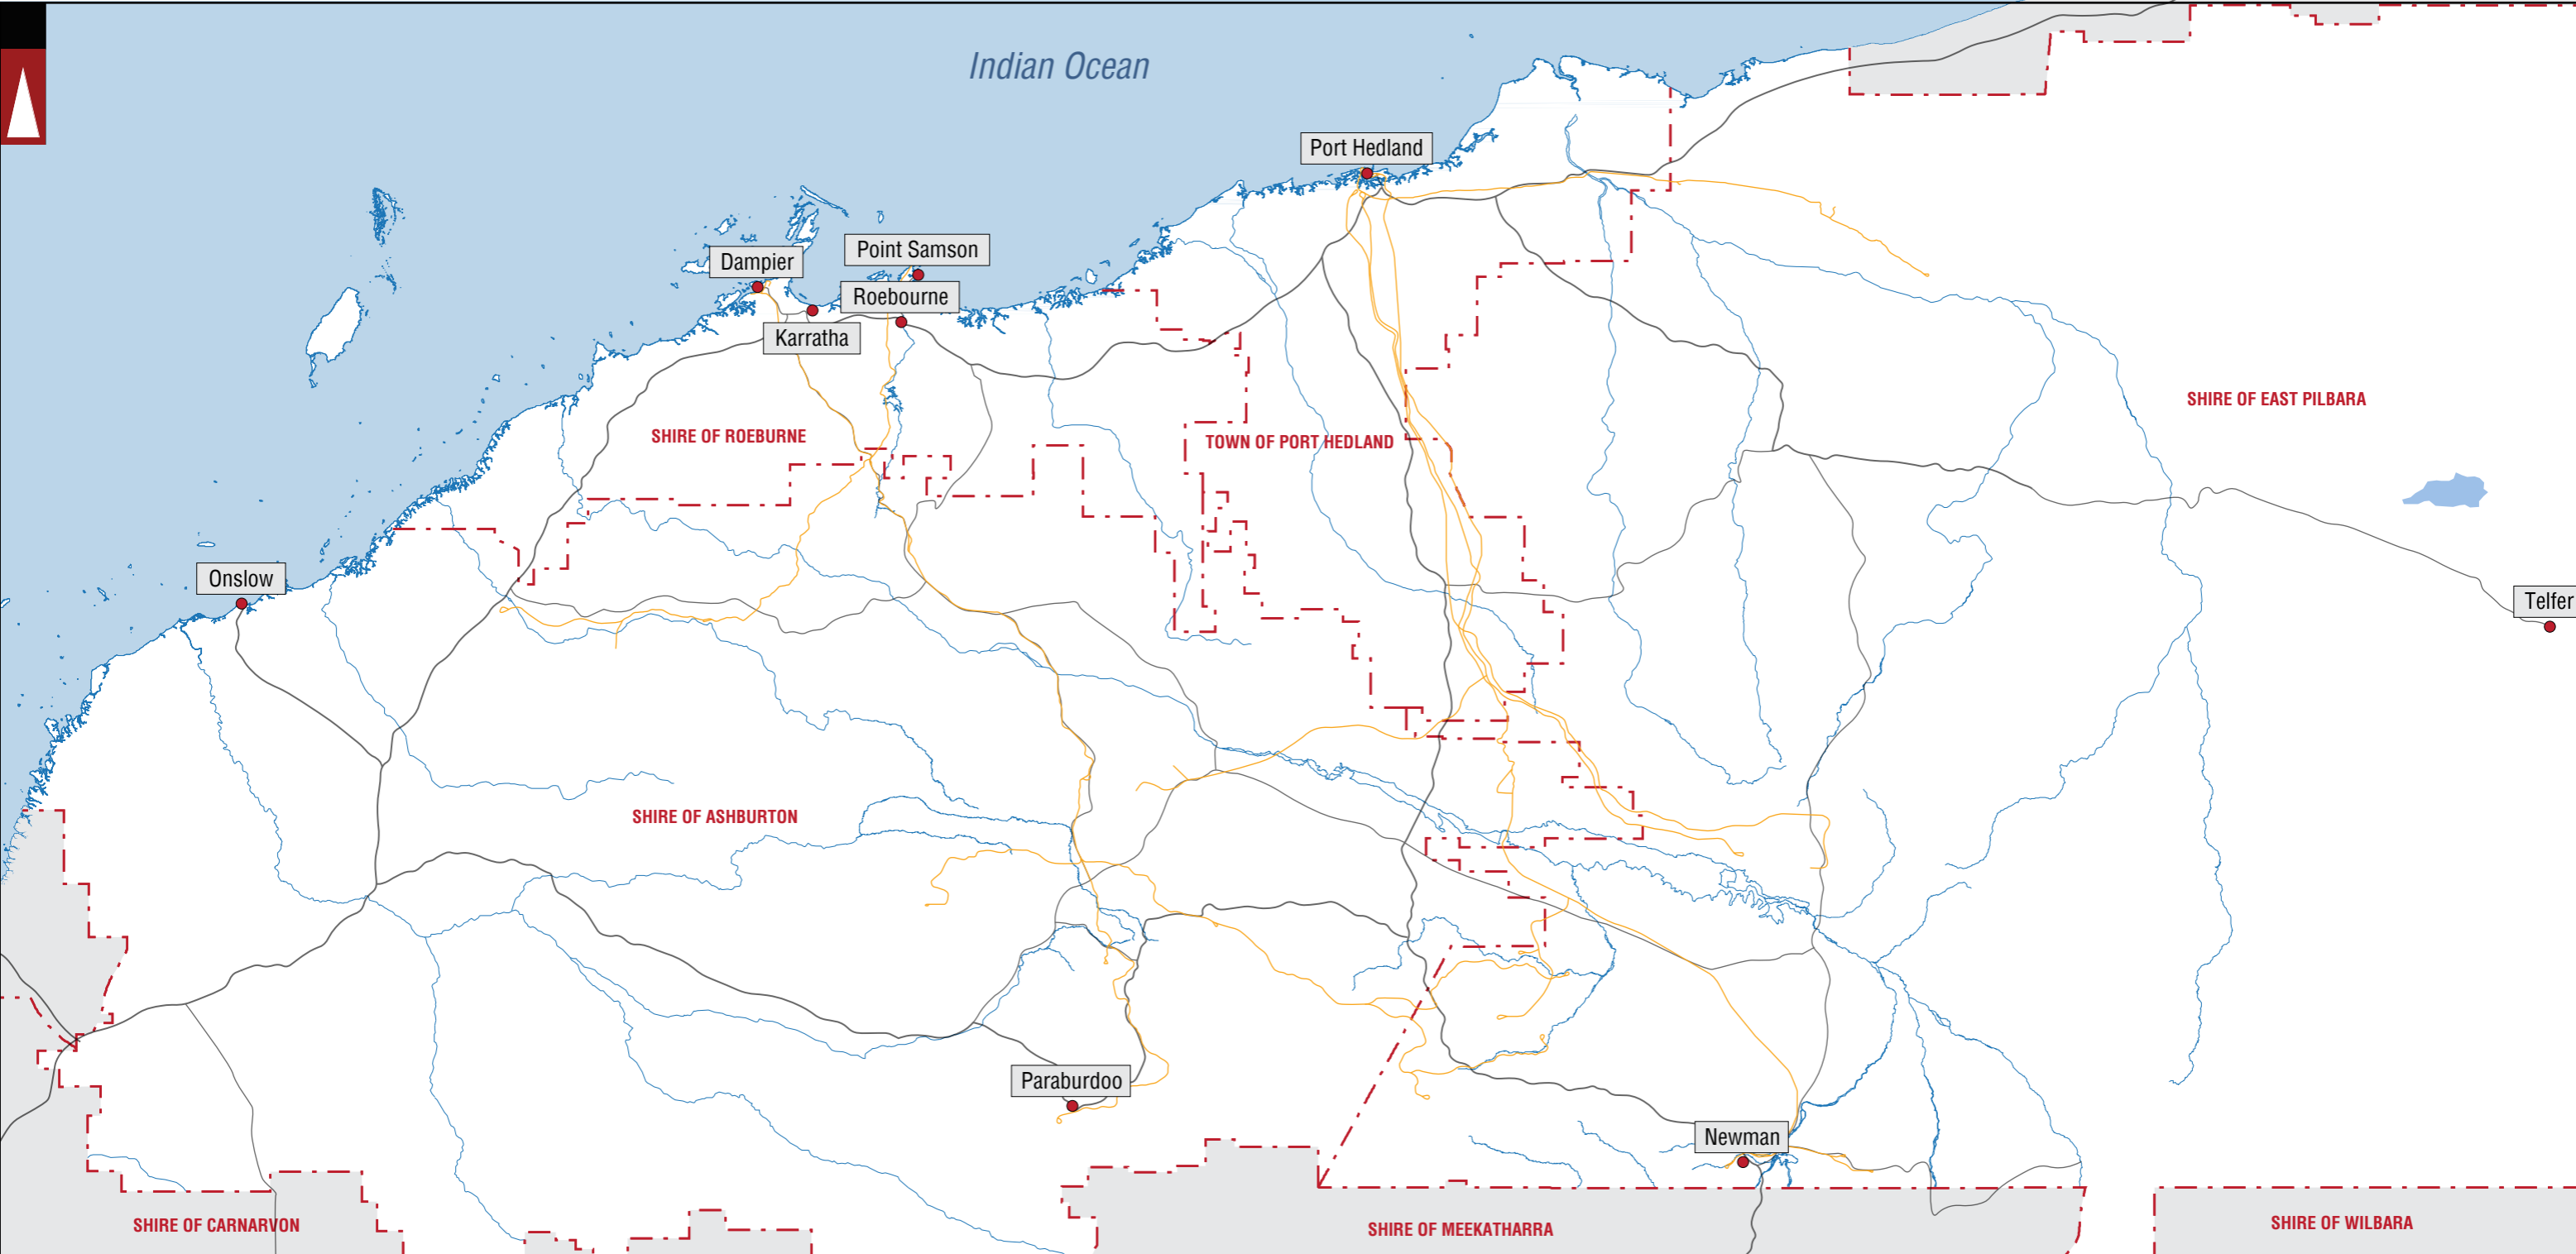 Indian Ocean
Port Hedland
Point Samson
Dampier
Roebourne
Karratha
SHIRE OF EAST PILBARA
SHIRE OF ROEBURNE
TOWN OF PORT HEDLAND
Onslow
Telfer
SHIRE OF ASHBURTON
Paraburdoo
Newman
SHIRE OF CARNARVON
SHIRE OF MEEKATHARRA
SHIRE OF WILBARA